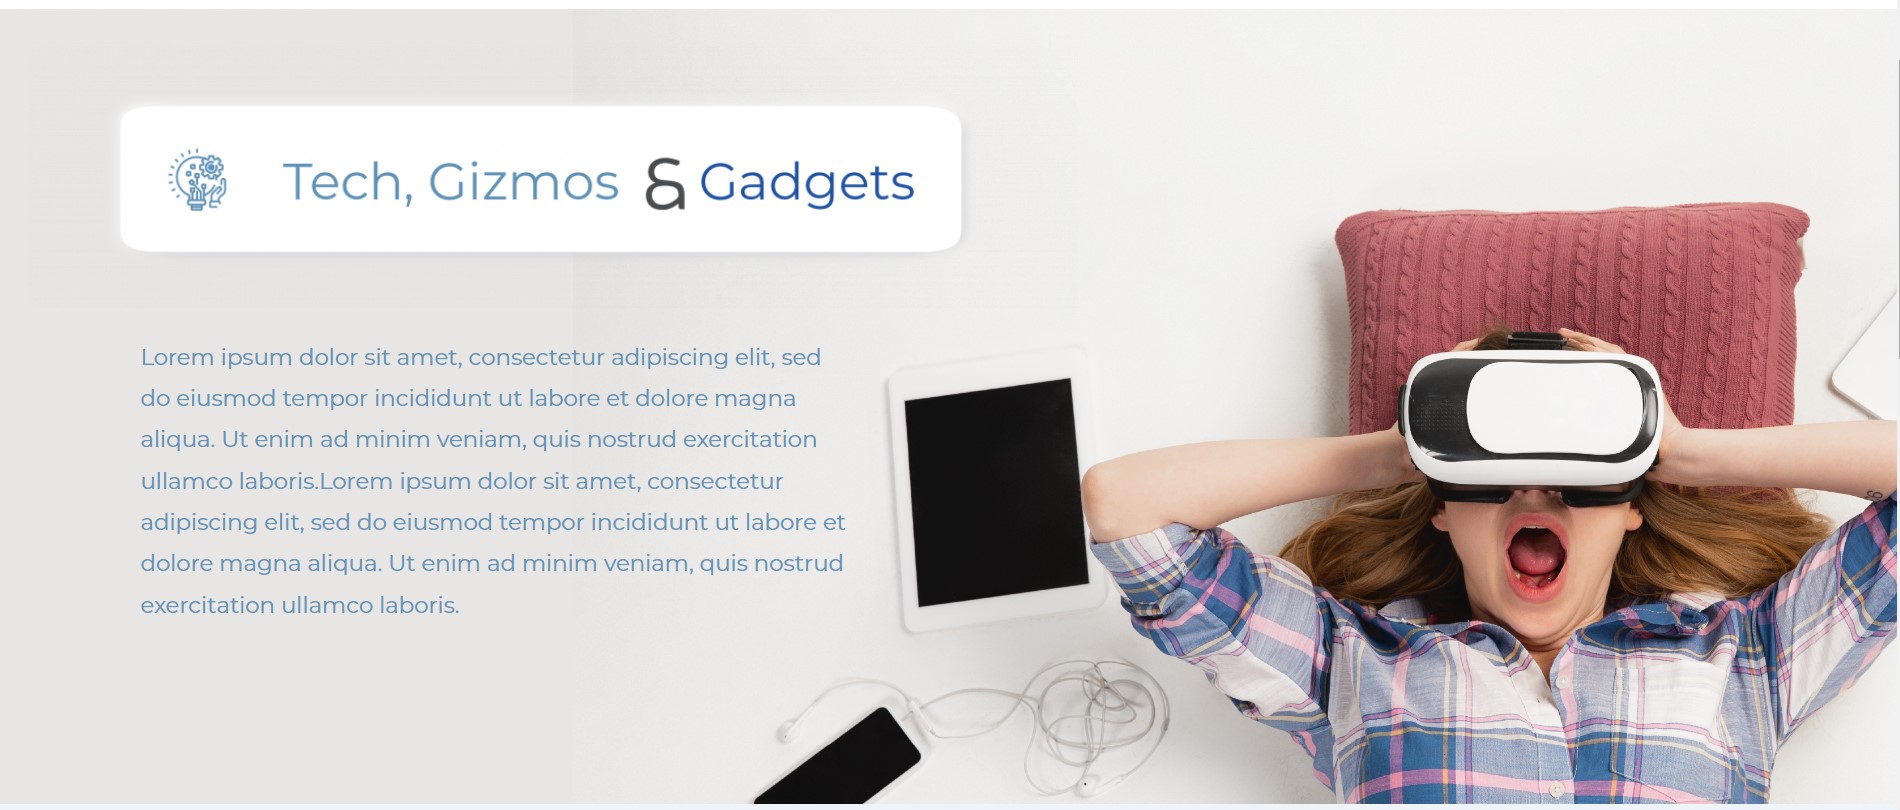 Tech, Gizmos & Gadgets
Lorem ipsum dolor sit amet, consectetur adipiscing elit, sed
do eiusmod tempor incididunt ut labore et dolore magna
aliqua. Ut enim ad minim veniam, quis nostrud exercitation
ullamco laboris.Lorem ipsum dolor sit amet, consectetur
adipiscing elit, sed do eiusmod tempor incididunt ut labore et
dolore magna aliqua. Ut enim ad minim veniam, quis nostrud
exercitation ullamco laboris.